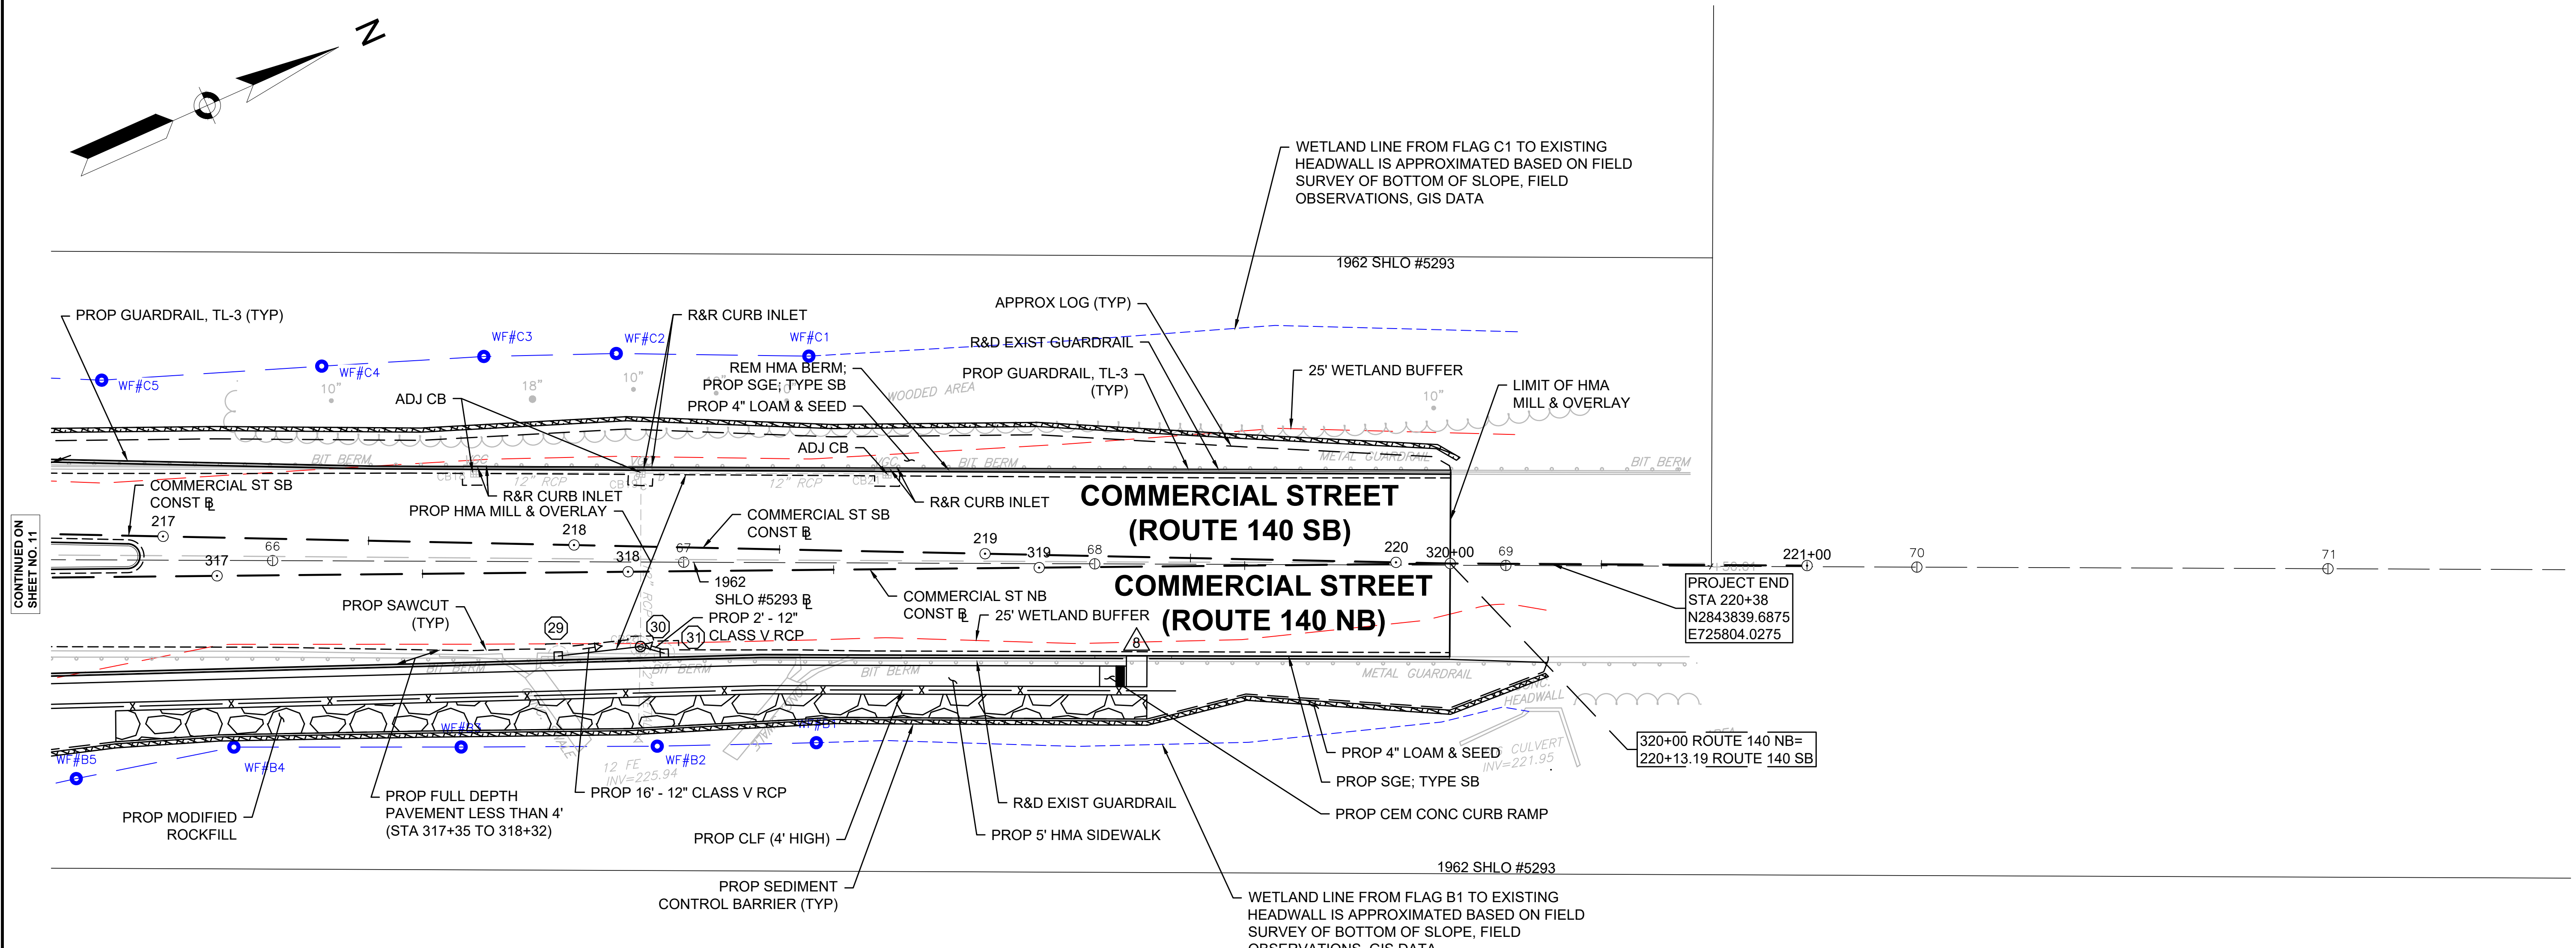 N
WETLAND LINE FROM FLAG C1 TO EXISTING
HEADWALL IS APPROXIMATED BASED ON FIELD
SURVEY OF BOTTOM OF SLOPE, FIELD
OBSERVATIONS, GIS DATA
1962 SHLO #5293
PROP GUARDRAIL, TL-3 (TYP)
R&R CURB INLET
APPROX LOG (TYP)
WF#C5
WF#C4
WF#C3
WF#C2
WF#C1
R&D EXIST GUARDRAIL
REM HMA BERM;
PROP SGE; TYPE SB
PROP GUARDRAIL, TL-3
(TYP)
25' WETLAND BUFFER
LIMIT OF HMA
MILL & OVERLAY
10"
18"
10"
10"
WOODED AREA
ADJ CB
PROP 4" LOAM & SEED
ADJ CB
BIT BERM
VGC
VGC
BIT BERM
METAL GUARDRAIL
BIT BERM
12" RCP
12" RCP
COMMERCIAL ST SB
CONST BL
R&R CURB INLET
PROP HMA MILL & OVERLAY
R&R CURB INLET
COMMERCIAL STREET
(ROUTE 140 SB)
COMMERCIAL ST SB
CONST BL
CONTINUED ON
SHEET NO. 11
217
218
219
220
320+00
221+00
317
318
319
66
67
68
69
70
71
1962
SHLO #5293 BL
COMMERCIAL ST NB
CONST BL
COMMERCIAL STREET
(ROUTE 140 NB)
PROJECT END
STA 220+38
N2843839.6875
E725804.0275
PROP SAWCUT
(TYP)
29
30
31
PROP 2' - 12"
CLASS V RCP
25' WETLAND BUFFER
8
BIT BERM
BIT BERM
BIT BERM
METAL GUARDRAIL
HEADWALL
WF#B5
WF#B4
WF#B3
WF#B2
WF#B1
12 FE
INV=225.94
CULVERT
INV=221.95
320+00 ROUTE 140 NB=
220+13.19 ROUTE 140 SB
PROP MODIFIED
ROCKFILL
PROP FULL DEPTH
PAVEMENT LESS THAN 4'
(STA 317+35 TO 318+32)
PROP 16' - 12" CLASS V RCP
PROP CLF (4' HIGH)
R&D EXIST GUARDRAIL
PROP 5' HMA SIDEWALK
PROP 4" LOAM & SEED
PROP SGE; TYPE SB
PROP CEM CONC CURB RAMP
PROP SEDIMENT
CONTROL BARRIER (TYP)
1962 SHLO #5293
WETLAND LINE FROM FLAG B1 TO EXISTING
HEADWALL IS APPROXIMATED BASED ON FIELD
SURVEY OF BOTTOM OF SLOPE, FIELD
OBSERVATIONS, GIS DATA